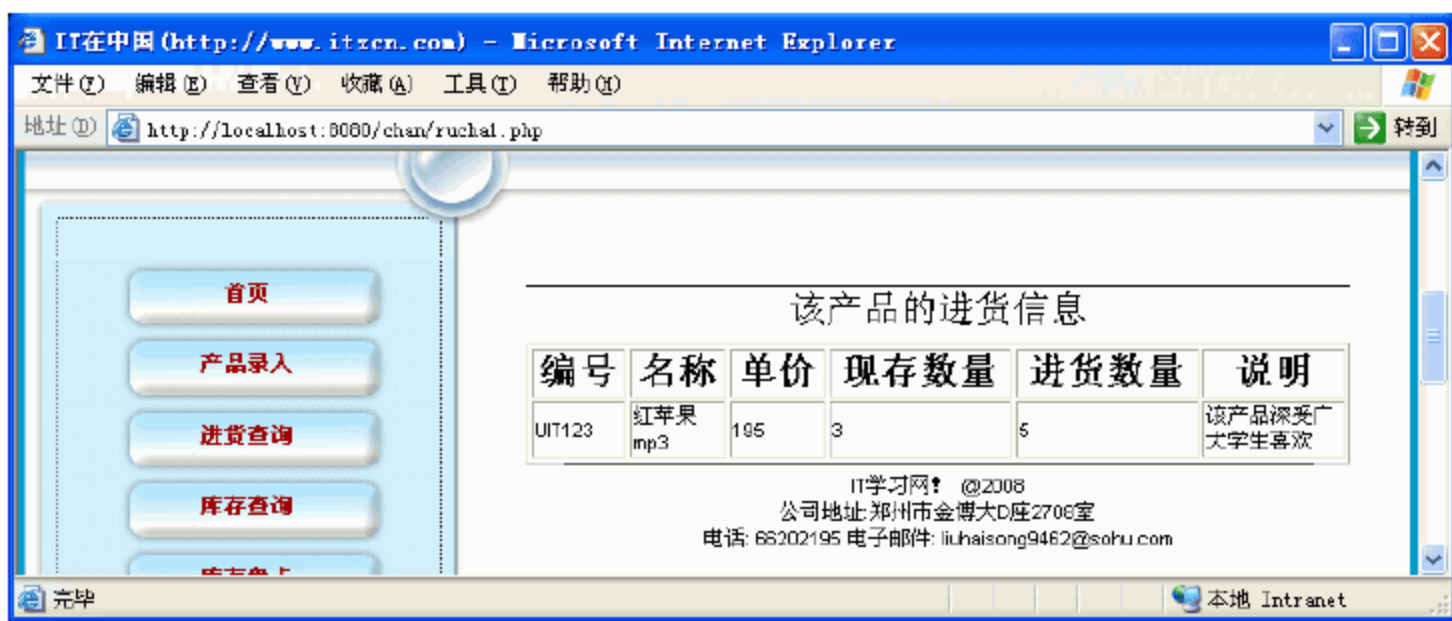 IT在中国(http://www.itzcn.com) - Microsoft Internet Explorer
文件(F) 编辑(E) 查看(V) 收藏(A) 工具(T) 帮助(H)
地址(D) http://localhost:8080/chan/rucha1.php 转到
首页
产品录入
进货查询
库存查询
库存盘点
该产品的进货信息
编号 名称 单价 现存数量 进货数量 说明
UIT123 红苹果mp3 195 3 5 该产品深受广大学生喜欢
IT学习网! @2008
公司地址:郑州市金博大D座2708室
电话: 66202195 电子邮件: liuhaisong9462@sohu.com
完毕 本地 Intranet